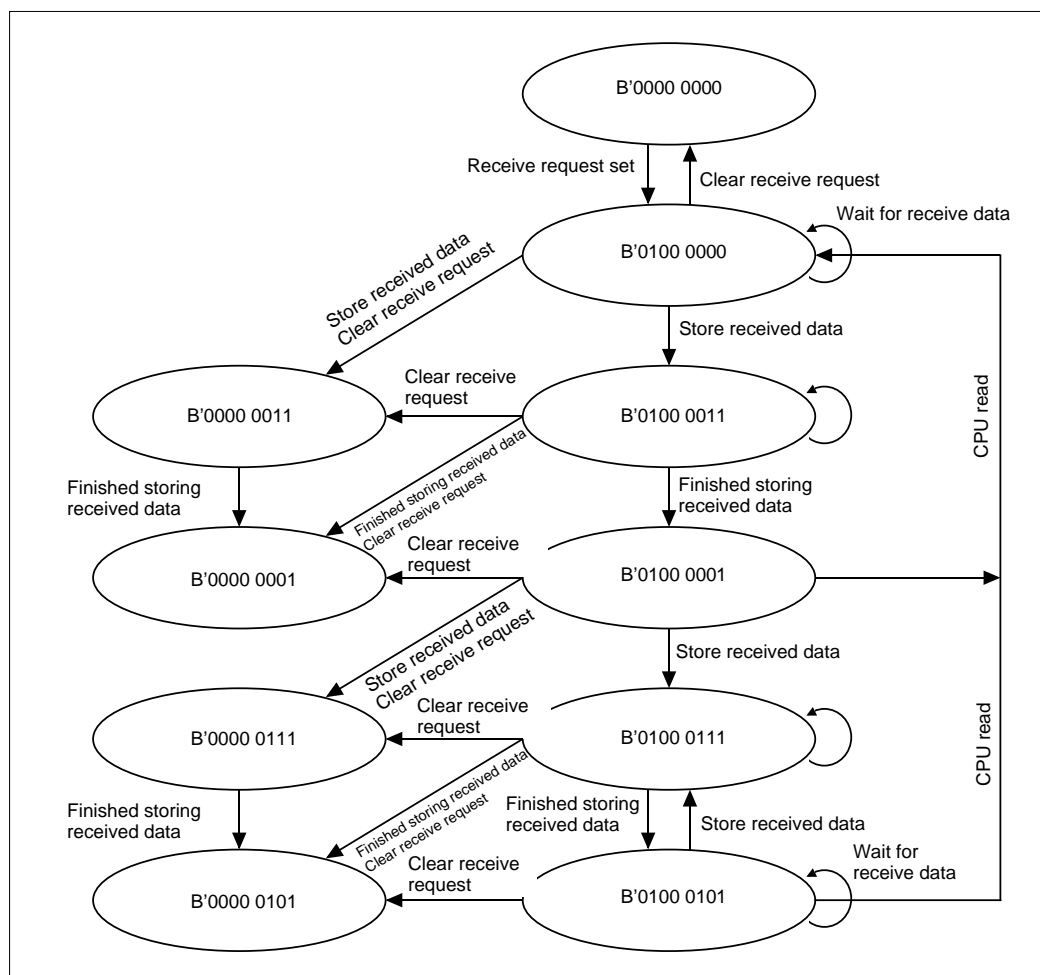 B’0000 0000
Receive request set
Clear receive request
Wait for receive data
B’0100 0000
Store received data
Clear receive request
Store received data
Clear receive
request
B’0000 0011
B’0100 0011
CPU read
Finished storing
received data
Finished storing received data
Clear receive request
Finished storing
received data
Clear receive
request
B’0000 0001
B’0100 0001
Store received data
Clear receive request
Store received data
Clear receive
request
B’0000 0111
B’0100 0111
CPU read
Finished storing
received data
Finished storing received data
Clear receive request
Finished storing
received data
Store received data
Wait for
receive data
Clear receive
request
B’0000 0101
B’0100 0101